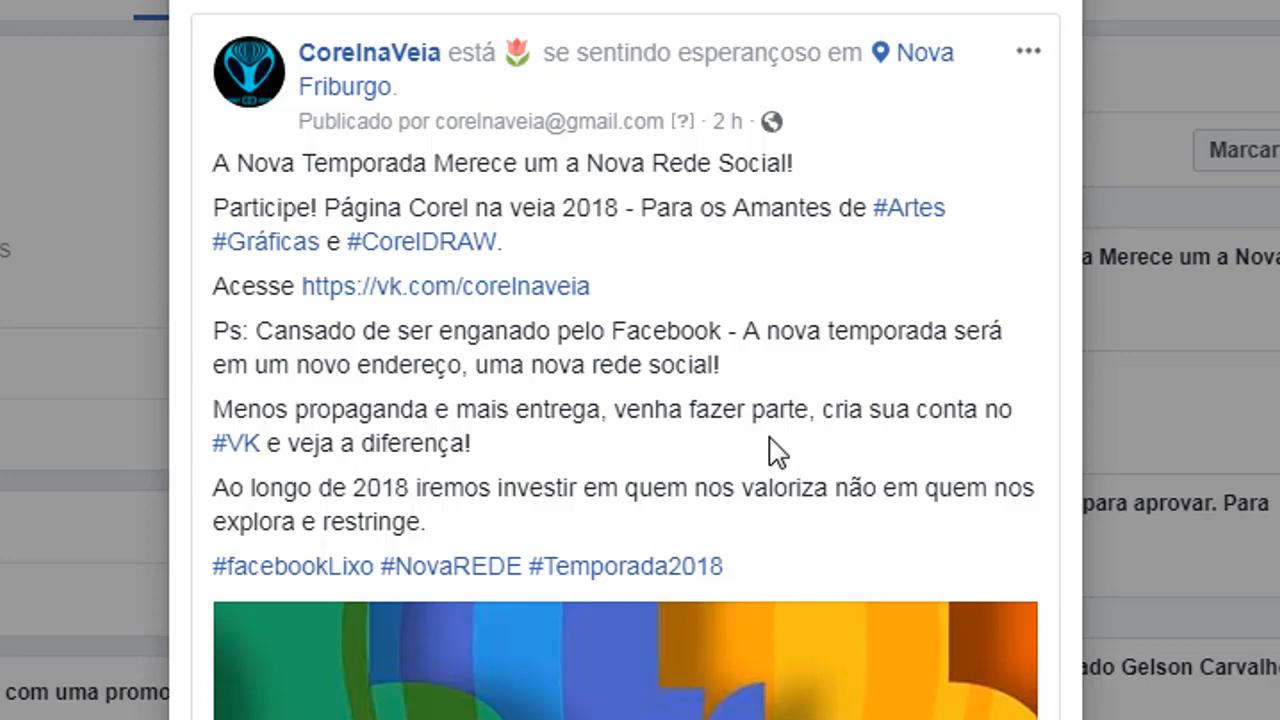 CorelnaVeia está se sentindo esperançoso em Nova
Friburgo.
Publicado por corelnaveia@gmail.com [?] · 2 h ·
A Nova Temporada Merece um a Nova Rede Social!
Participe! Página Corel na veia 2018 - Para os Amantes de #Artes
#Gráficas e #CorelDRAW.
Acesse https://vk.com/corelnaveia
Ps: Cansado de ser enganado pelo Facebook - A nova temporada será
em um novo endereço, uma nova rede social!
Menos propaganda e mais entrega, venha fazer parte, cria sua conta no
#VK e veja a diferença!
Ao longo de 2018 iremos investir em quem nos valoriza não em quem nos
explora e restringe.
#facebookLixo #NovaREDE #Temporada2018
Marcar
a Merece um a Nova
para aprovar. Para
ado Gelson Carvalh
com uma promo